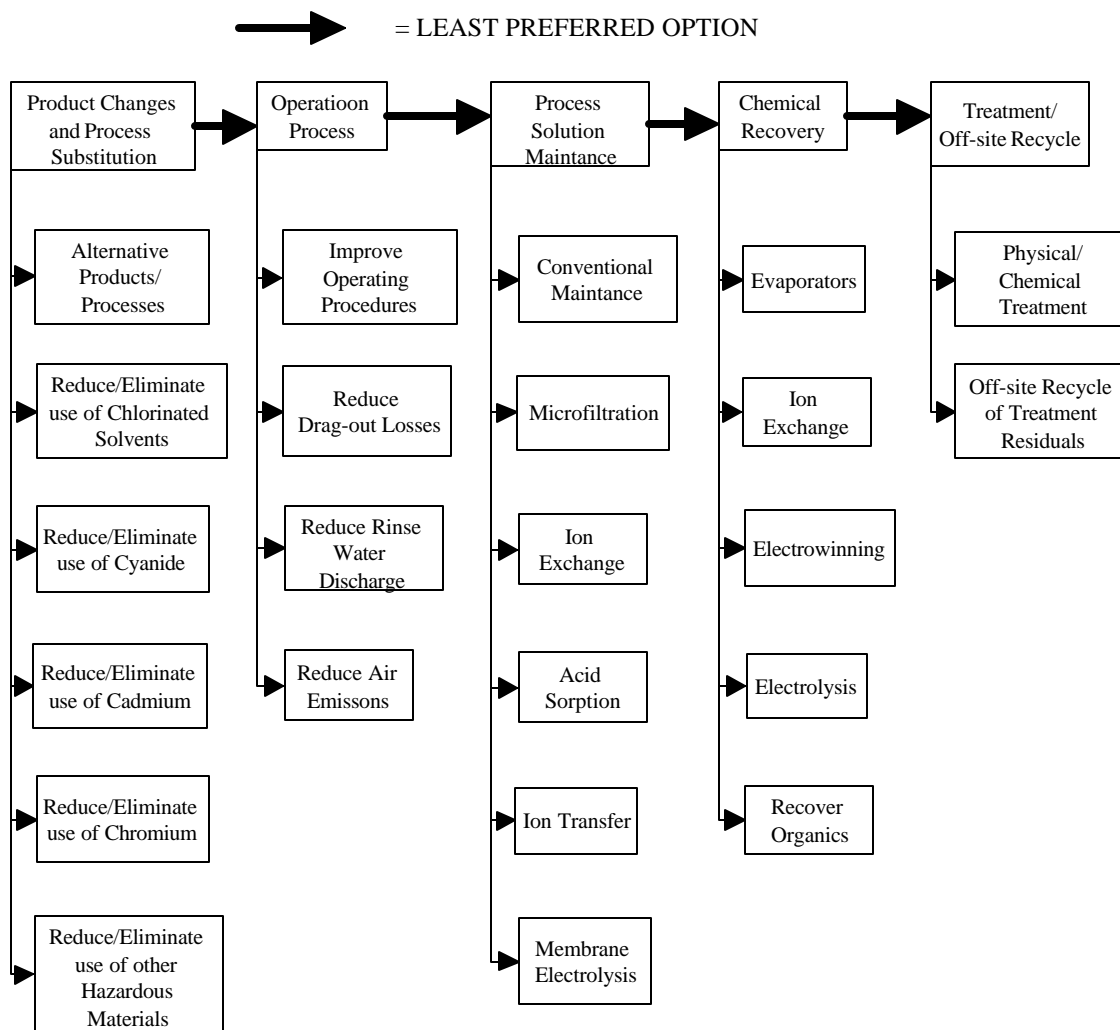 = LEAST PREFERRED OPTION
Product Changes
and Process
Substitution
Operatioon
Process
Process
Solution
Maintance
Chemical
Recovery
Treatment/
Off-site Recycle
Alternative
Products/
Processes
Reduce/Eliminate
use of Chlorinated
Solvents
Reduce/Eliminate
use of Cyanide
Reduce/Eliminate
use of Cadmium
Reduce/Eliminate
use of Chromium
Reduce/Eliminate
use of other
Hazardous
Materials
Improve
Operating
Procedures
Reduce
Drag-out Losses
Reduce Rinse
Water
Discharge
Reduce Air
Emissons
Conventional
Maintance
Microfiltration
Ion
Exchange
Acid
Sorption
Ion Transfer
Membrane
Electrolysis
Evaporators
Ion
Exchange
Electrowinning
Electrolysis
Recover
Organics
Physical/
Chemical
Treatment
Off-site Recycle
of Treatment
Residuals